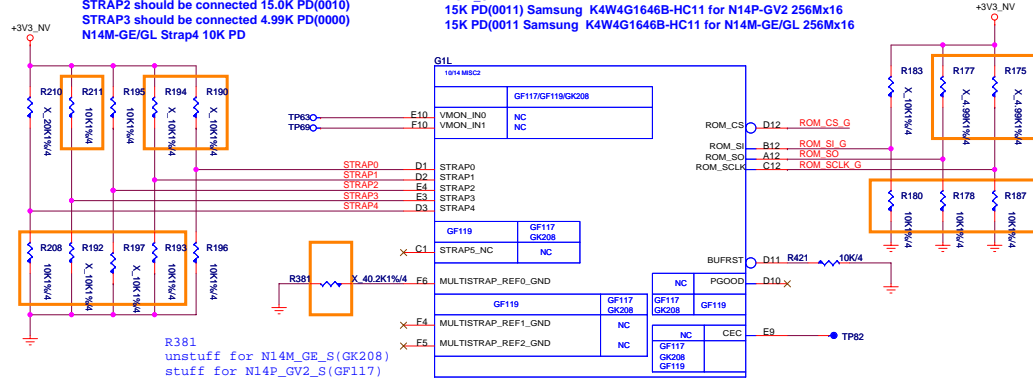 STRAP2 should be connected 15.0K PD(0010)
STRAP3 should be connected 4.99K PD(0000)
N14M-GE/GL Strap4 10K PD
15K PD(0011) Samsung K4W4G1646B-HC11 for N14P-GV2 256Mx16
15K PD(0011 Samsung K4W4G1646B-HC11 for N14M-GE/GL 256Mx16
+3V3_NV
+3V3_NV
R210
X_20K1%/4
R211
10K1%/4
R195
10K1%/4
R194
X_10K1%/4
R190
X_10K1%/4
R183
X_10K1%/4
R177
X_4.99K1%/4
R175
X_4.99K1%/4
G1L
10/14 MISC2
GF117/GF119/GK208
TP63
E10
VMON_IN0
NC
TP69
F10
VMON_IN1
NC
ROM_CS
D12
ROM_CS_G
ROM_SI
B12
ROM_SI_G
ROM_SO
A12
ROM_SO
ROM_SCLK
C12
ROM_SCLK_G
STRAP0
D1
STRAP0
STRAP1
D2
STRAP1
STRAP2
E4
STRAP2
STRAP3
E3
STRAP3
STRAP4
D3
STRAP4
R208
10K1%/4
R192
X_10K1%/4
R197
X_10K1%/4
R193
10K1%/4
R196
10K1%/4
R180
10K1%/4
R178
10K1%/4
R187
10K1%/4
GF119
GF117
GK208
C1
STRAP5_NC
NC
BUFRST
D11
R421
10K/4
R381
X_40.2K1%/4
F6
MULTISTRAP_REF0_GND
NC
PGOOD
D10
GF119
GF117
GK208
GF117
GK208
GF119
F4
MULTISTRAP_REF1_GND
NC
F5
MULTISTRAP_REF2_GND
NC
NC
CEC
E9
TP82
GF117
GK208
GF119
R381
unstuff for N14M_GE_S(GK208)
stuff for N14P_GV2_S(GF117)